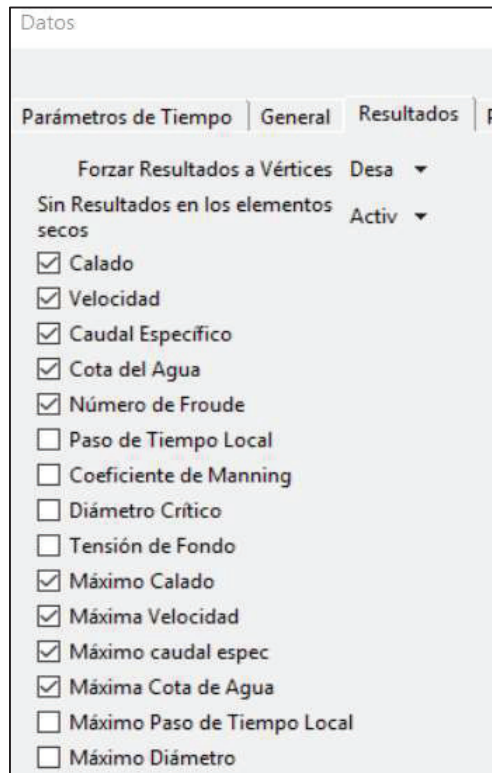 Datos
Parámetros de Tiempo General Resultados
Forzar Resultados a Vértices Desa
Sin Resultados en los elementos Activ
secos
Calado
Velocidad
Caudal Específico
Cota del Agua
Número de Froude
Paso de Tiempo Local
Coeficiente de Manning
Diámetro Crítico
Tensión de Fondo
Máximo Calado
Máxima Velocidad
Máximo caudal espec
Máxima Cota de Agua
Máximo Paso de Tiempo Local
Máximo Diámetro